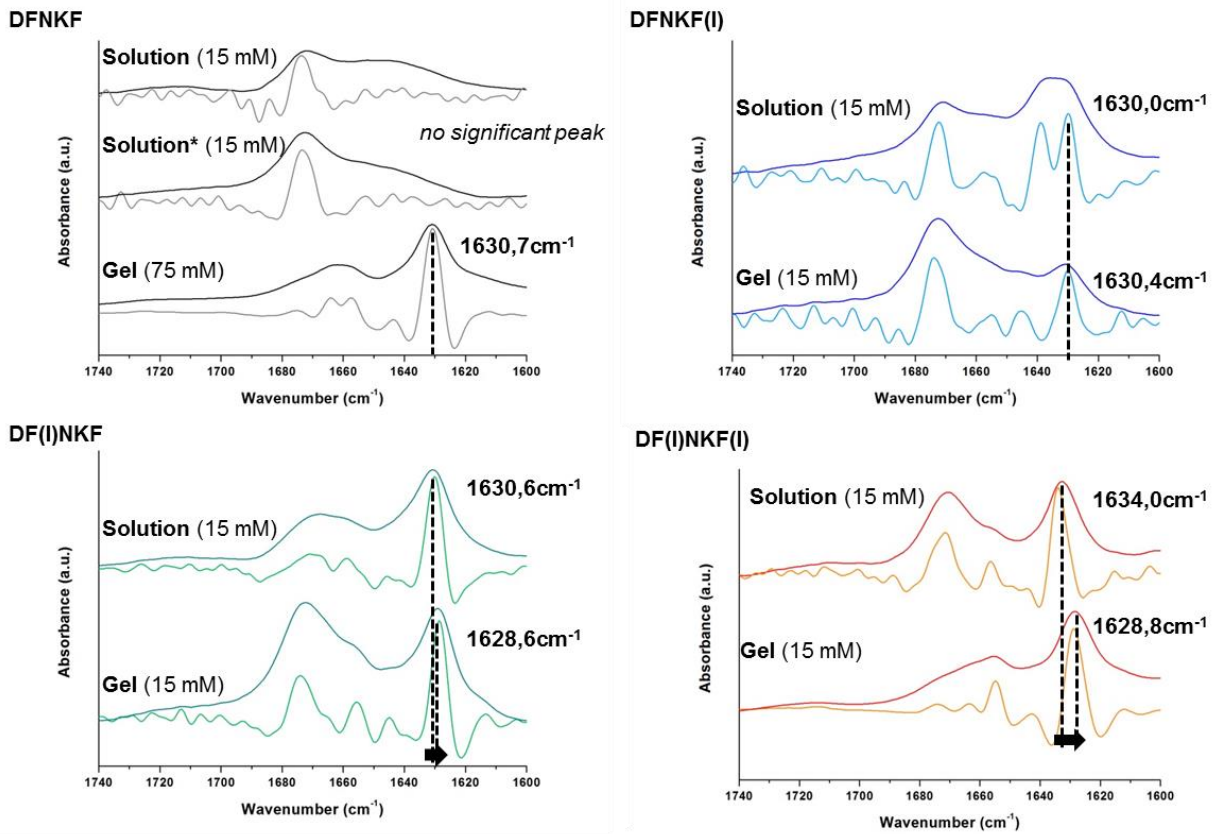 DFNKF
Solution (15 mM)
no significant peak
Solution* (15 mM)
1630,7cm-1
Gel (75 mM)
Absorbance (a.u.)
1740 1720 1700 1680 1660 1640 1620 1600
Wavenumber (cm-1)
DFNKF(I)
Solution (15 mM)
1630,0cm-1
Gel (15 mM)
1630,4cm-1
Absorbance (a.u.)
1740 1720 1700 1680 1660 1640 1620 1600
Wavenumber (cm-1)
DF(I)NKF
Solution (15 mM)
1630,6cm-1
Gel (15 mM)
1628,6cm-1
Absorbance (a.u.)
1740 1720 1700 1680 1660 1640 1620 1600
Wavenumber (cm-1)
DF(I)NKF(I)
Solution (15 mM)
1634,0cm-1
Gel (15 mM)
1628,8cm-1
Absorbance (a.u.)
1740 1720 1700 1680 1660 1640 1620 1600
Wavenumber (cm-1)